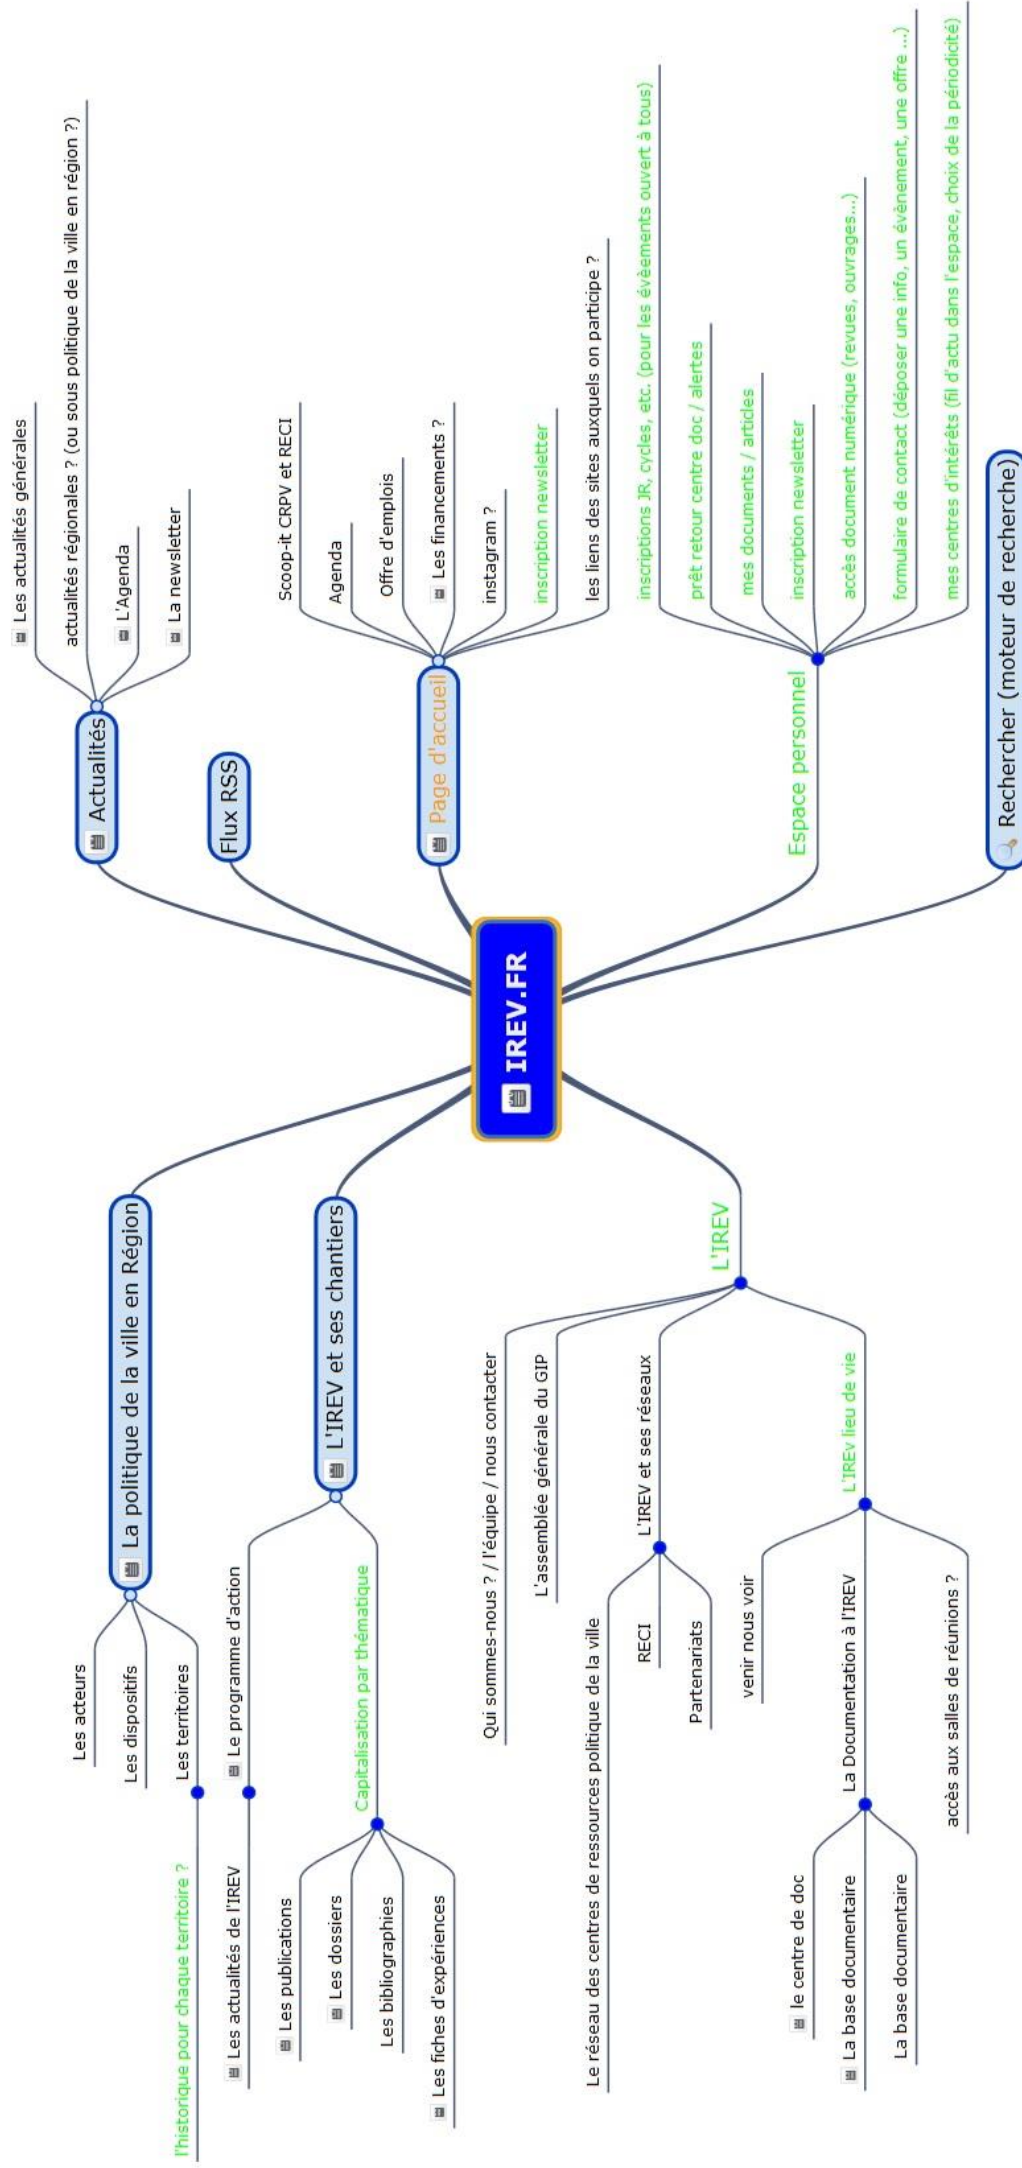 IREV.FR
Actualités
Les actualités générales
actualités régionales ? (ou sous politique de la ville en région ?)
L'Agenda
La newsletter
Flux RSS
Page d'accueil
Scoop-it CRPV et RECI
Agenda
Offre d'emplois
Les financements ?
instagram ?
inscription newsletter
les liens des sites auxquels on participe ?
Espace personnel
inscriptions JR, cycles, etc. (pour les évèements ouvert à tous)
prêt retour centre doc / alertes
mes documents / articles
inscription newsletter
accès document numérique (revues, ouvrages...)
formulaire de contact (déposer une info, un évènement, une offre ...)
mes centres d'intérêts (fil d'actu dans l'espace, choix de la périodicité)
Rechercher (moteur de recherche)
La politique de la ville en Région
Les acteurs
Les dispositifs
Les territoires
l'historique pour chaque territoire ?
L'IREV et ses chantiers
Le programme d'action
Les actualités de l'IREV
Capitalisation par thématique
Les publications
Les dossiers
Les bibliographies
Les fiches d'expériences
L'IREV
Qui sommes-nous ? / l'équipe / nous contacter
L'assemblée générale du GIP
L'IREV et ses réseaux
Le réseau des centres de ressources politique de la ville
RECI
Partenariats
L'IREv lieu de vie
venir nous voir
La Documentation à l'IREV
le centre de doc
La base documentaire
La base documentaire
accès aux salles de réunions ?